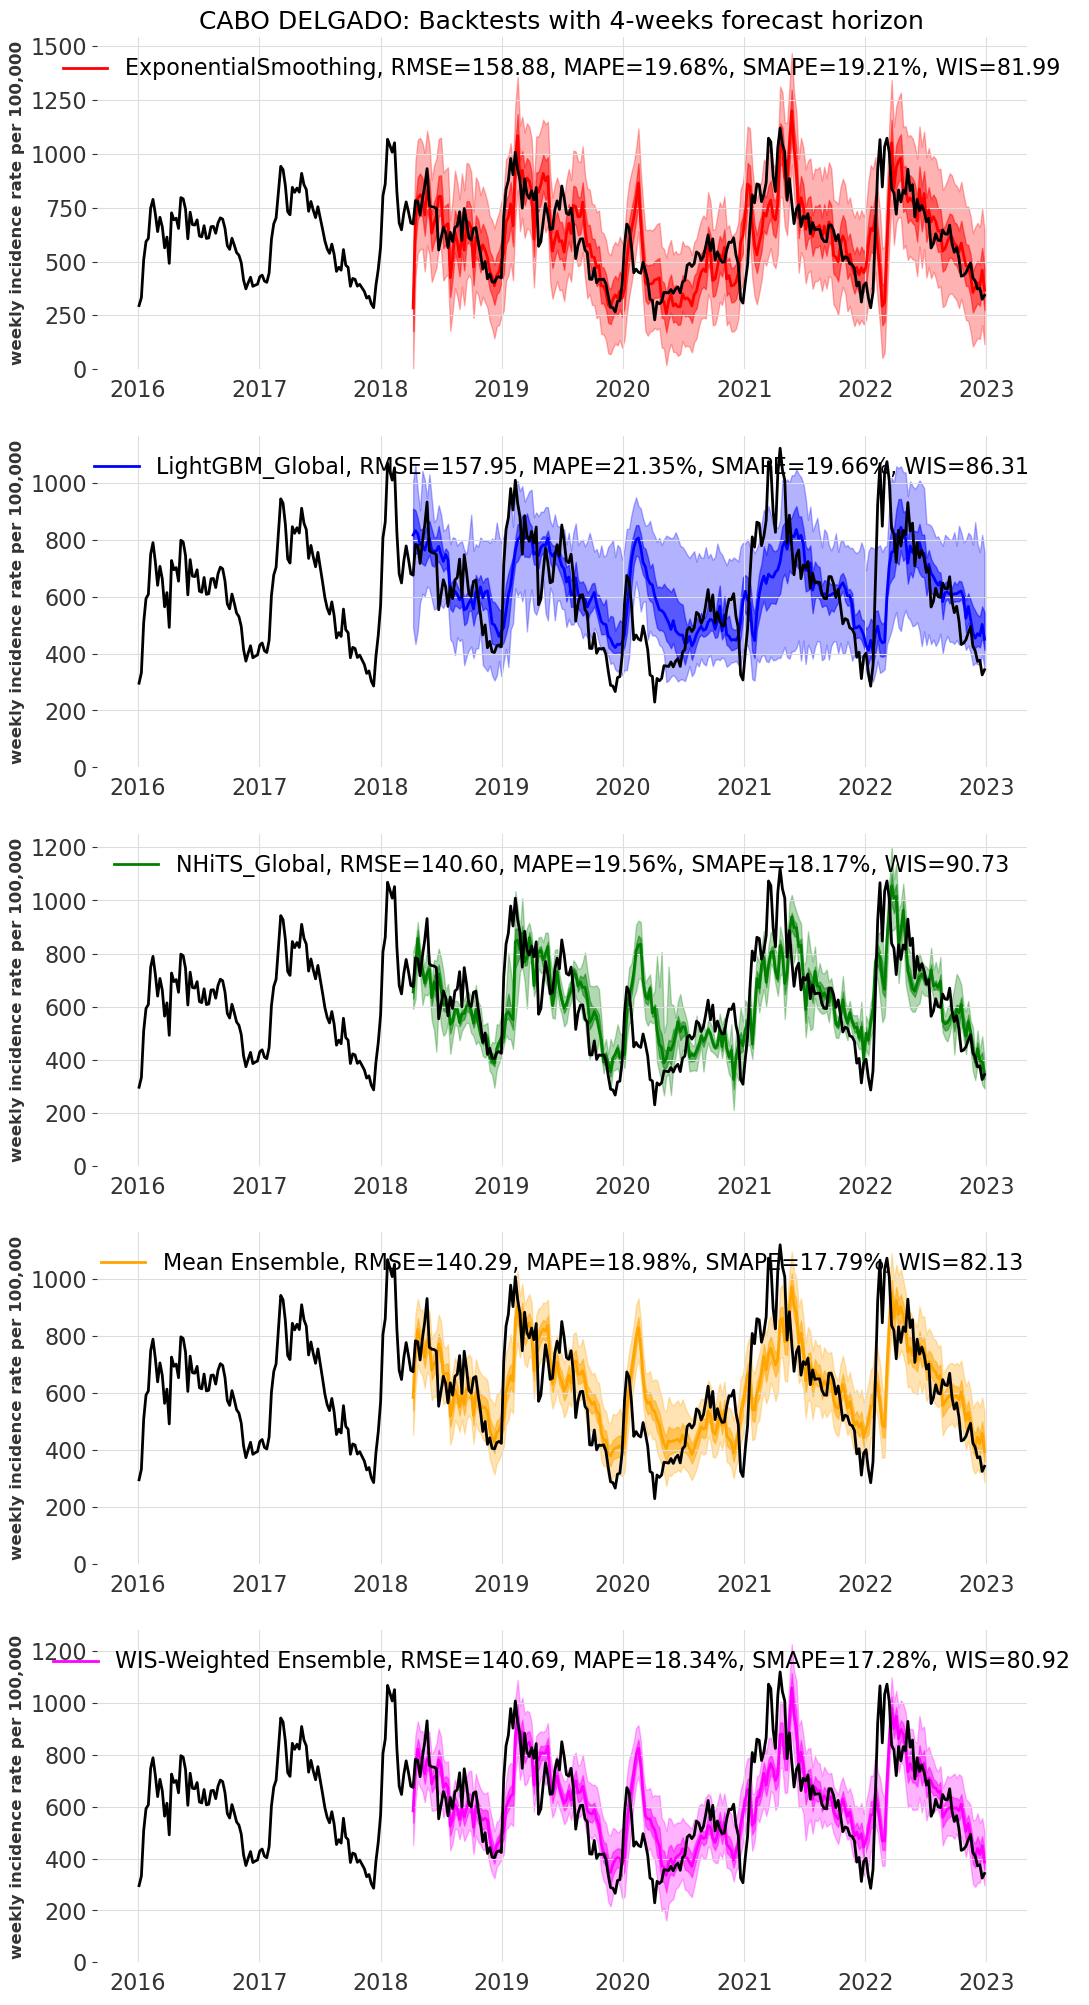 CABO DELGADO: Backtests with 4-weeks forecast horizon
ExponentialSmoothing, RMSE=158.88, MAPE=19.68%, SMAPE=19.21%, WIS=81.99
weekly incidence rate per 100,000
1500
1250
1000
750
500
250
0
2016 2017 2018 2019 2020 2021 2022 2023
LightGBM_Global, RMSE=157.95, MAPE=21.35%, SMAPE=19.66%, WIS=86.31
weekly incidence rate per 100,000
1000
800
600
400
200
0
2016 2017 2018 2019 2020 2021 2022 2023
NHiTS_Global, RMSE=140.60, MAPE=19.56%, SMAPE=18.17%, WIS=90.73
weekly incidence rate per 100,000
1200
1000
800
600
400
200
0
2016 2017 2018 2019 2020 2021 2022 2023
Mean Ensemble, RMSE=140.29, MAPE=18.98%, SMAPE=17.79%, WIS=82.13
weekly incidence rate per 100,000
1000
800
600
400
200
0
2016 2017 2018 2019 2020 2021 2022 2023
WIS-Weighted Ensemble, RMSE=140.69, MAPE=18.34%, SMAPE=17.28%, WIS=80.92
weekly incidence rate per 100,000
1200
1000
800
600
400
200
0
2016 2017 2018 2019 2020 2021 2022 2023